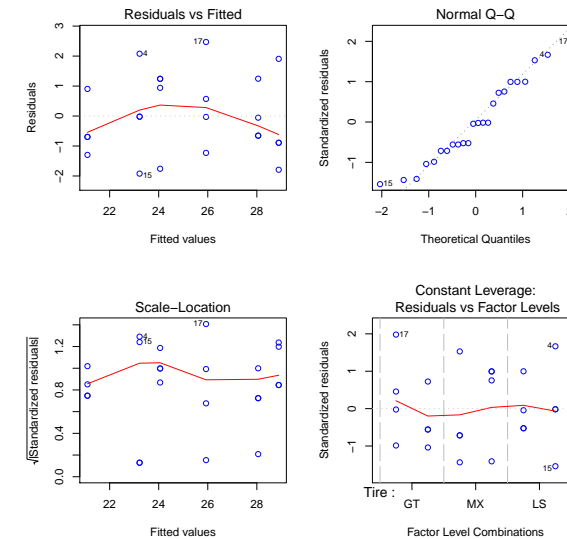 Residuals vs Fitted
Residuals
3
2
1
0
−1
−2
17
4
15
22 24 26 28
Fitted values
Normal Q−Q
Standardized residuals
2
1
0
−1
17
4
15
−2 −1 0 1 2
Theoretical Quantiles
Scale−Location
√|Standardized residuals|
1.2
0.8
0.4
0.0
17
4
15
22 24 26 28
Fitted values
Constant Leverage:
Residuals vs Factor Levels
Standardized residuals
2
1
0
−1
17
4
15
Tire :
GT MX LS
Factor Level Combinations